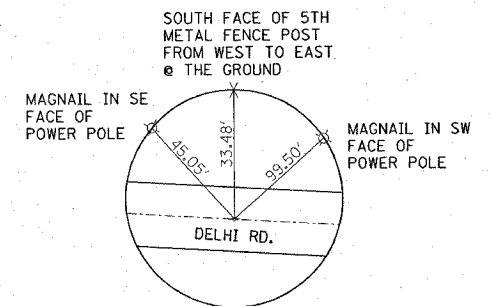 SOUTH FACE OF 5TH
METAL FENCE POST
FROM WEST TO EAST
@ THE GROUND
MAGNAIL IN SE
FACE OF
POWER POLE
MAGNAIL IN SW
FACE OF
POWER POLE
45.05'
33.48'
99.50'
DELHI RD.